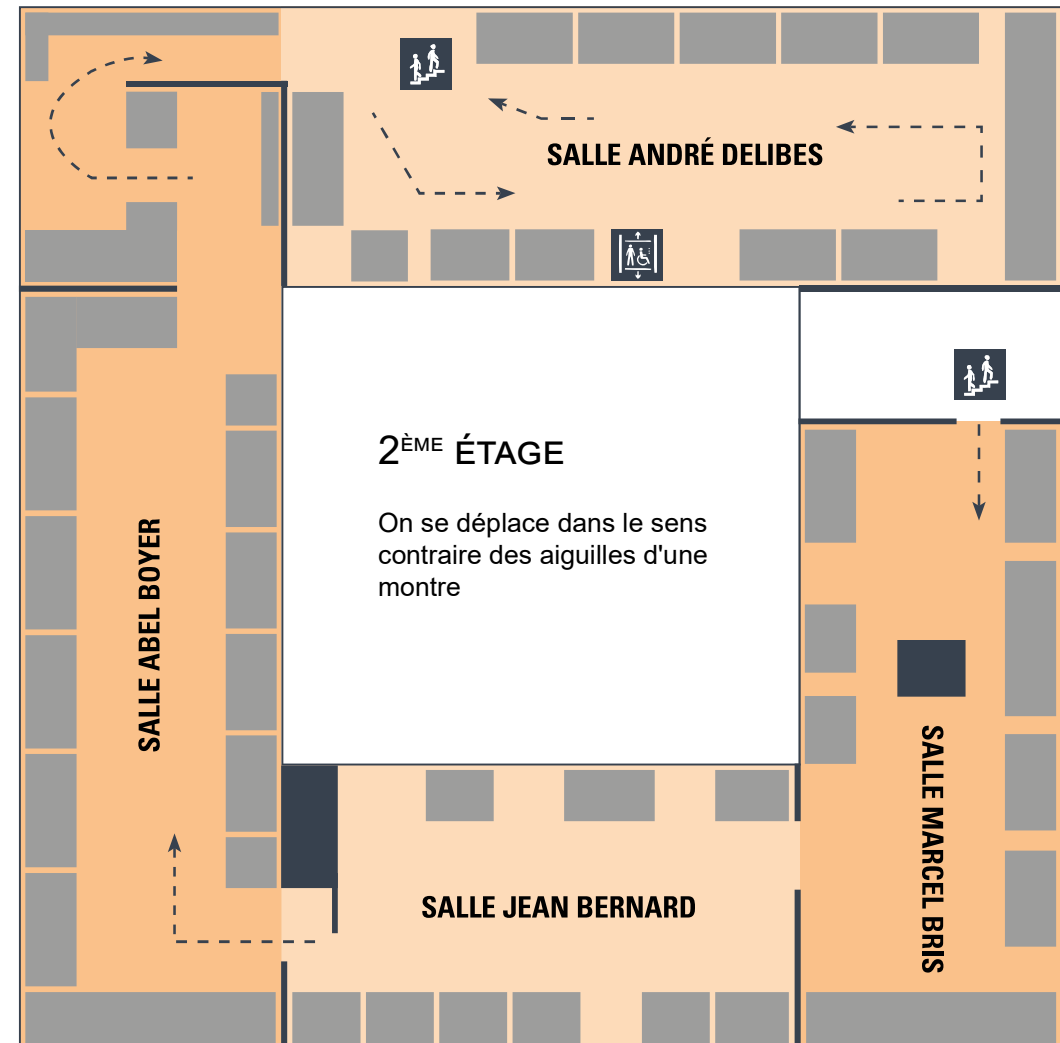 SALLE ANDRÉ DELIBES
2ÈME ÉTAGE
On se déplace dans le sens
contraire des aiguilles d'une
montre
SALLE ABEL BOYER
SALLE MARCEL BRIS
SALLE JEAN BERNARD